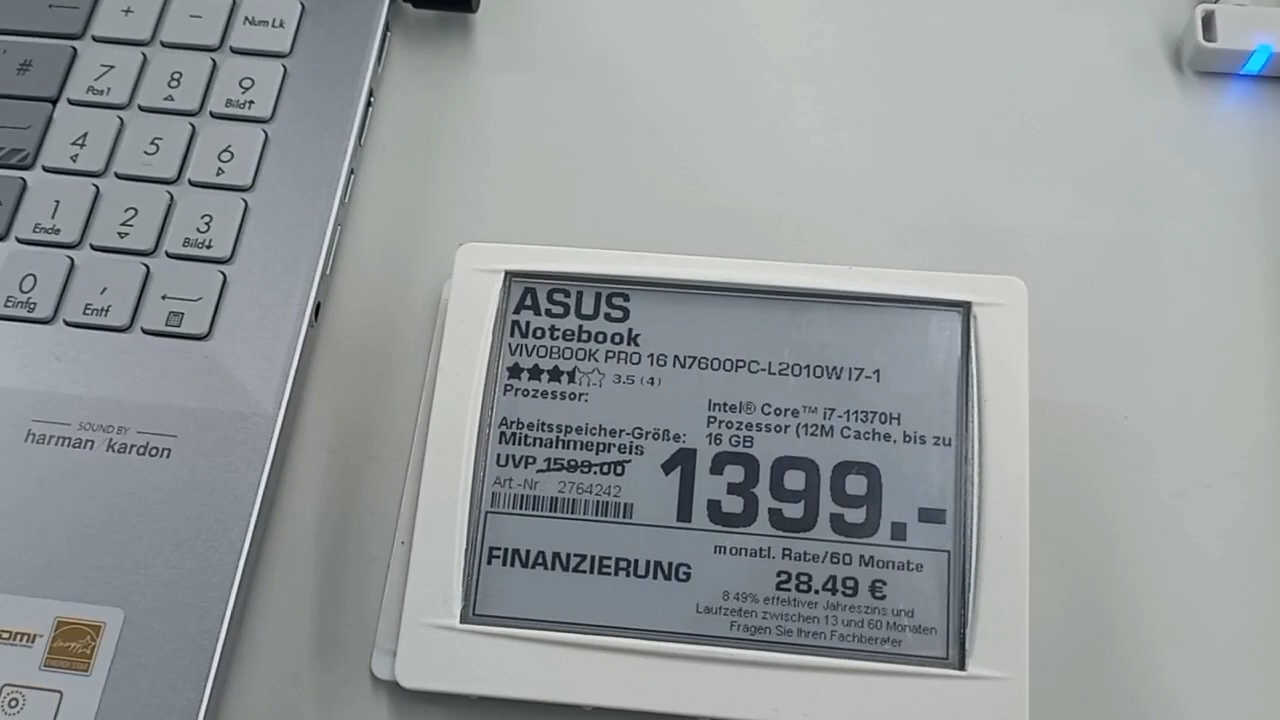 + - Num Lk
' # 7 Pos1 8 9 Bild↑
4 5 6
1 Ende 2 3 Bild↓
0 Einfg , Entf
SOUND BY
harman/kardon
ENERGY STAR
ASUS
Notebook
VIVOBOOK PRO 16 N7600PC-L2010W I7-1
3.5 (4)
Prozessor: Intel® Core™ i7-11370H
Prozessor (12M Cache, bis zu
Arbeitsspeicher-Größe: 16 GB
Mitnahmepreis
UVP 1599.00
1399.-
Art.-Nr. 2764242
FINANZIERUNG
monatl. Rate/60 Monate
28.49 €
8.49% effektiver Jahreszins und
Laufzeiten zwischen 13 und 60 Monaten
Fragen Sie Ihren Fachberater